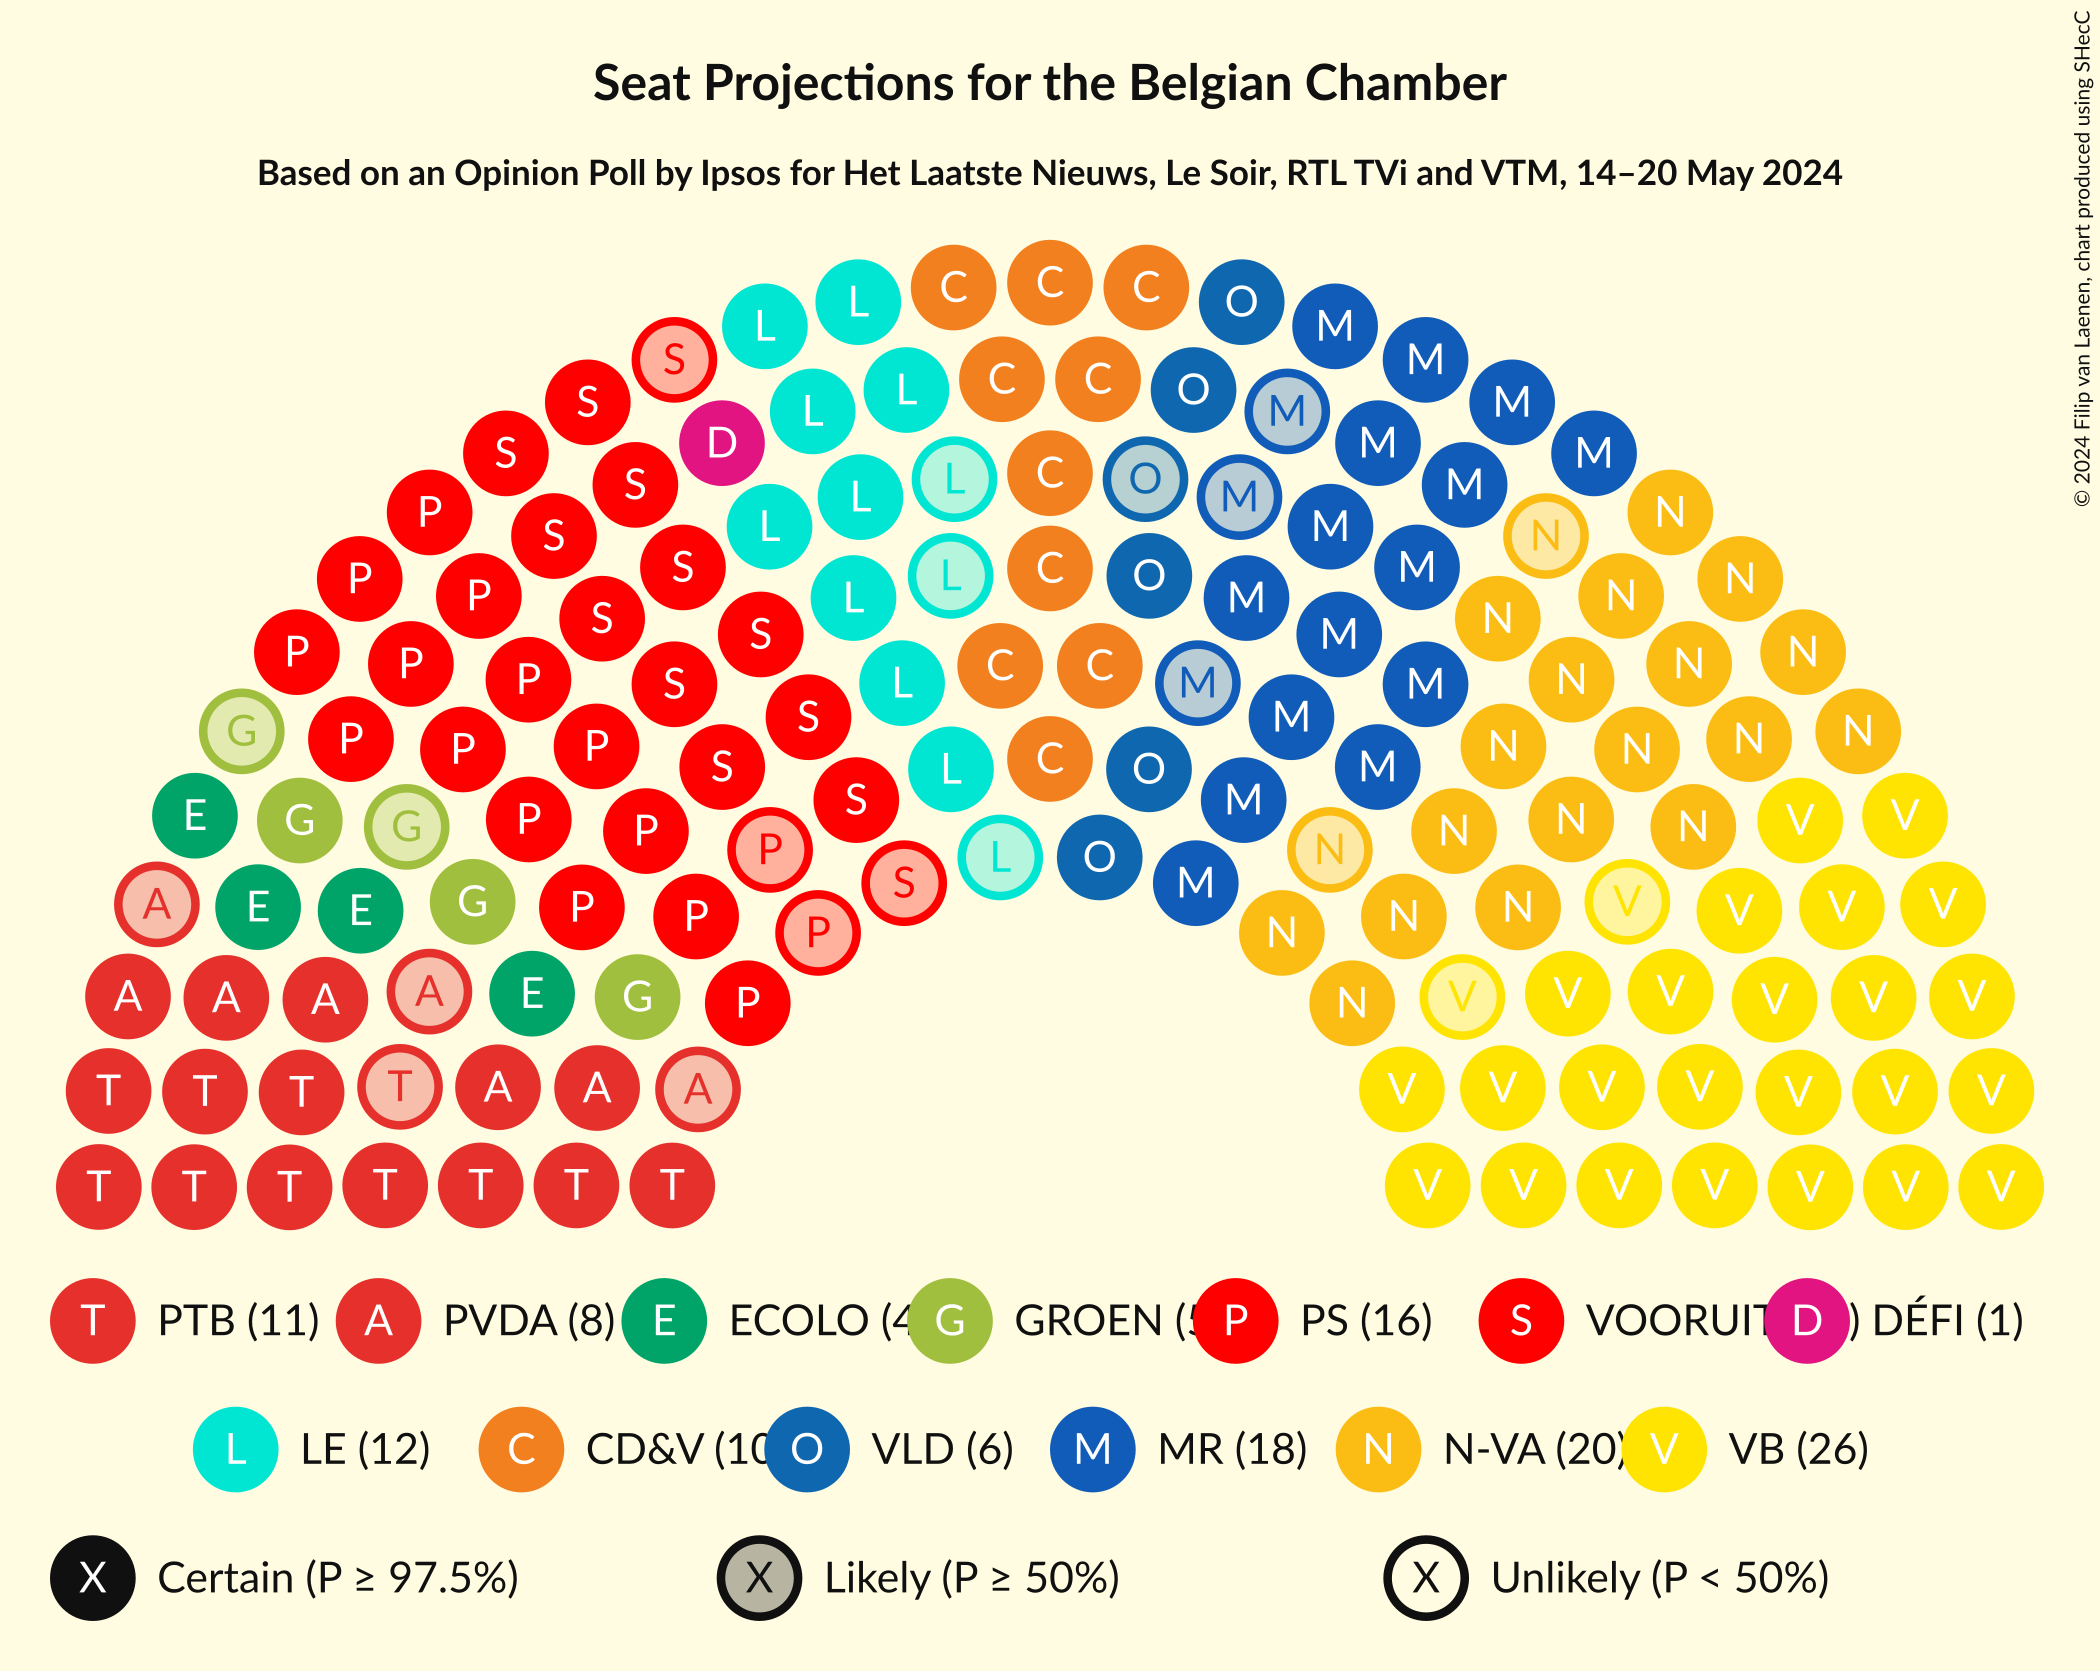 Seat Projections for the Belgian Chamber
Based on an Opinion Poll by Ipsos for Het Laatste Nieuws, Le Soir, RTL TVi and VTM, 14–20 May 2024
© 2024 Filip van Laenen, chart produced using SHecC
L L C C C O M
S S L L C C O M M M
P S S S D L L L C O M M M M N M N
P P S S S L L C O M M M N N N
P P P S S L C C M M M N N N
G P P P S S L C O M M N N N N
E G G P P P S L O M N N N N V V
A E E G P P P N N N V V V V
A A A A E G P N V V V V V V
T T T T A A A V V V V V V V
T T T T T T T V V V V V V V
T PTB (11) A PVDA (8) E ECOLO (4 G GROEN (5 P PS (16) S VOORUIT D ) DÉFI (1)
L LE (12) C CD&V (10 O VLD (6) M MR (18) N N-VA (20) V VB (26)
X Certain (P ≥ 97.5%) X Likely (P ≥ 50%) X Unlikely (P < 50%)